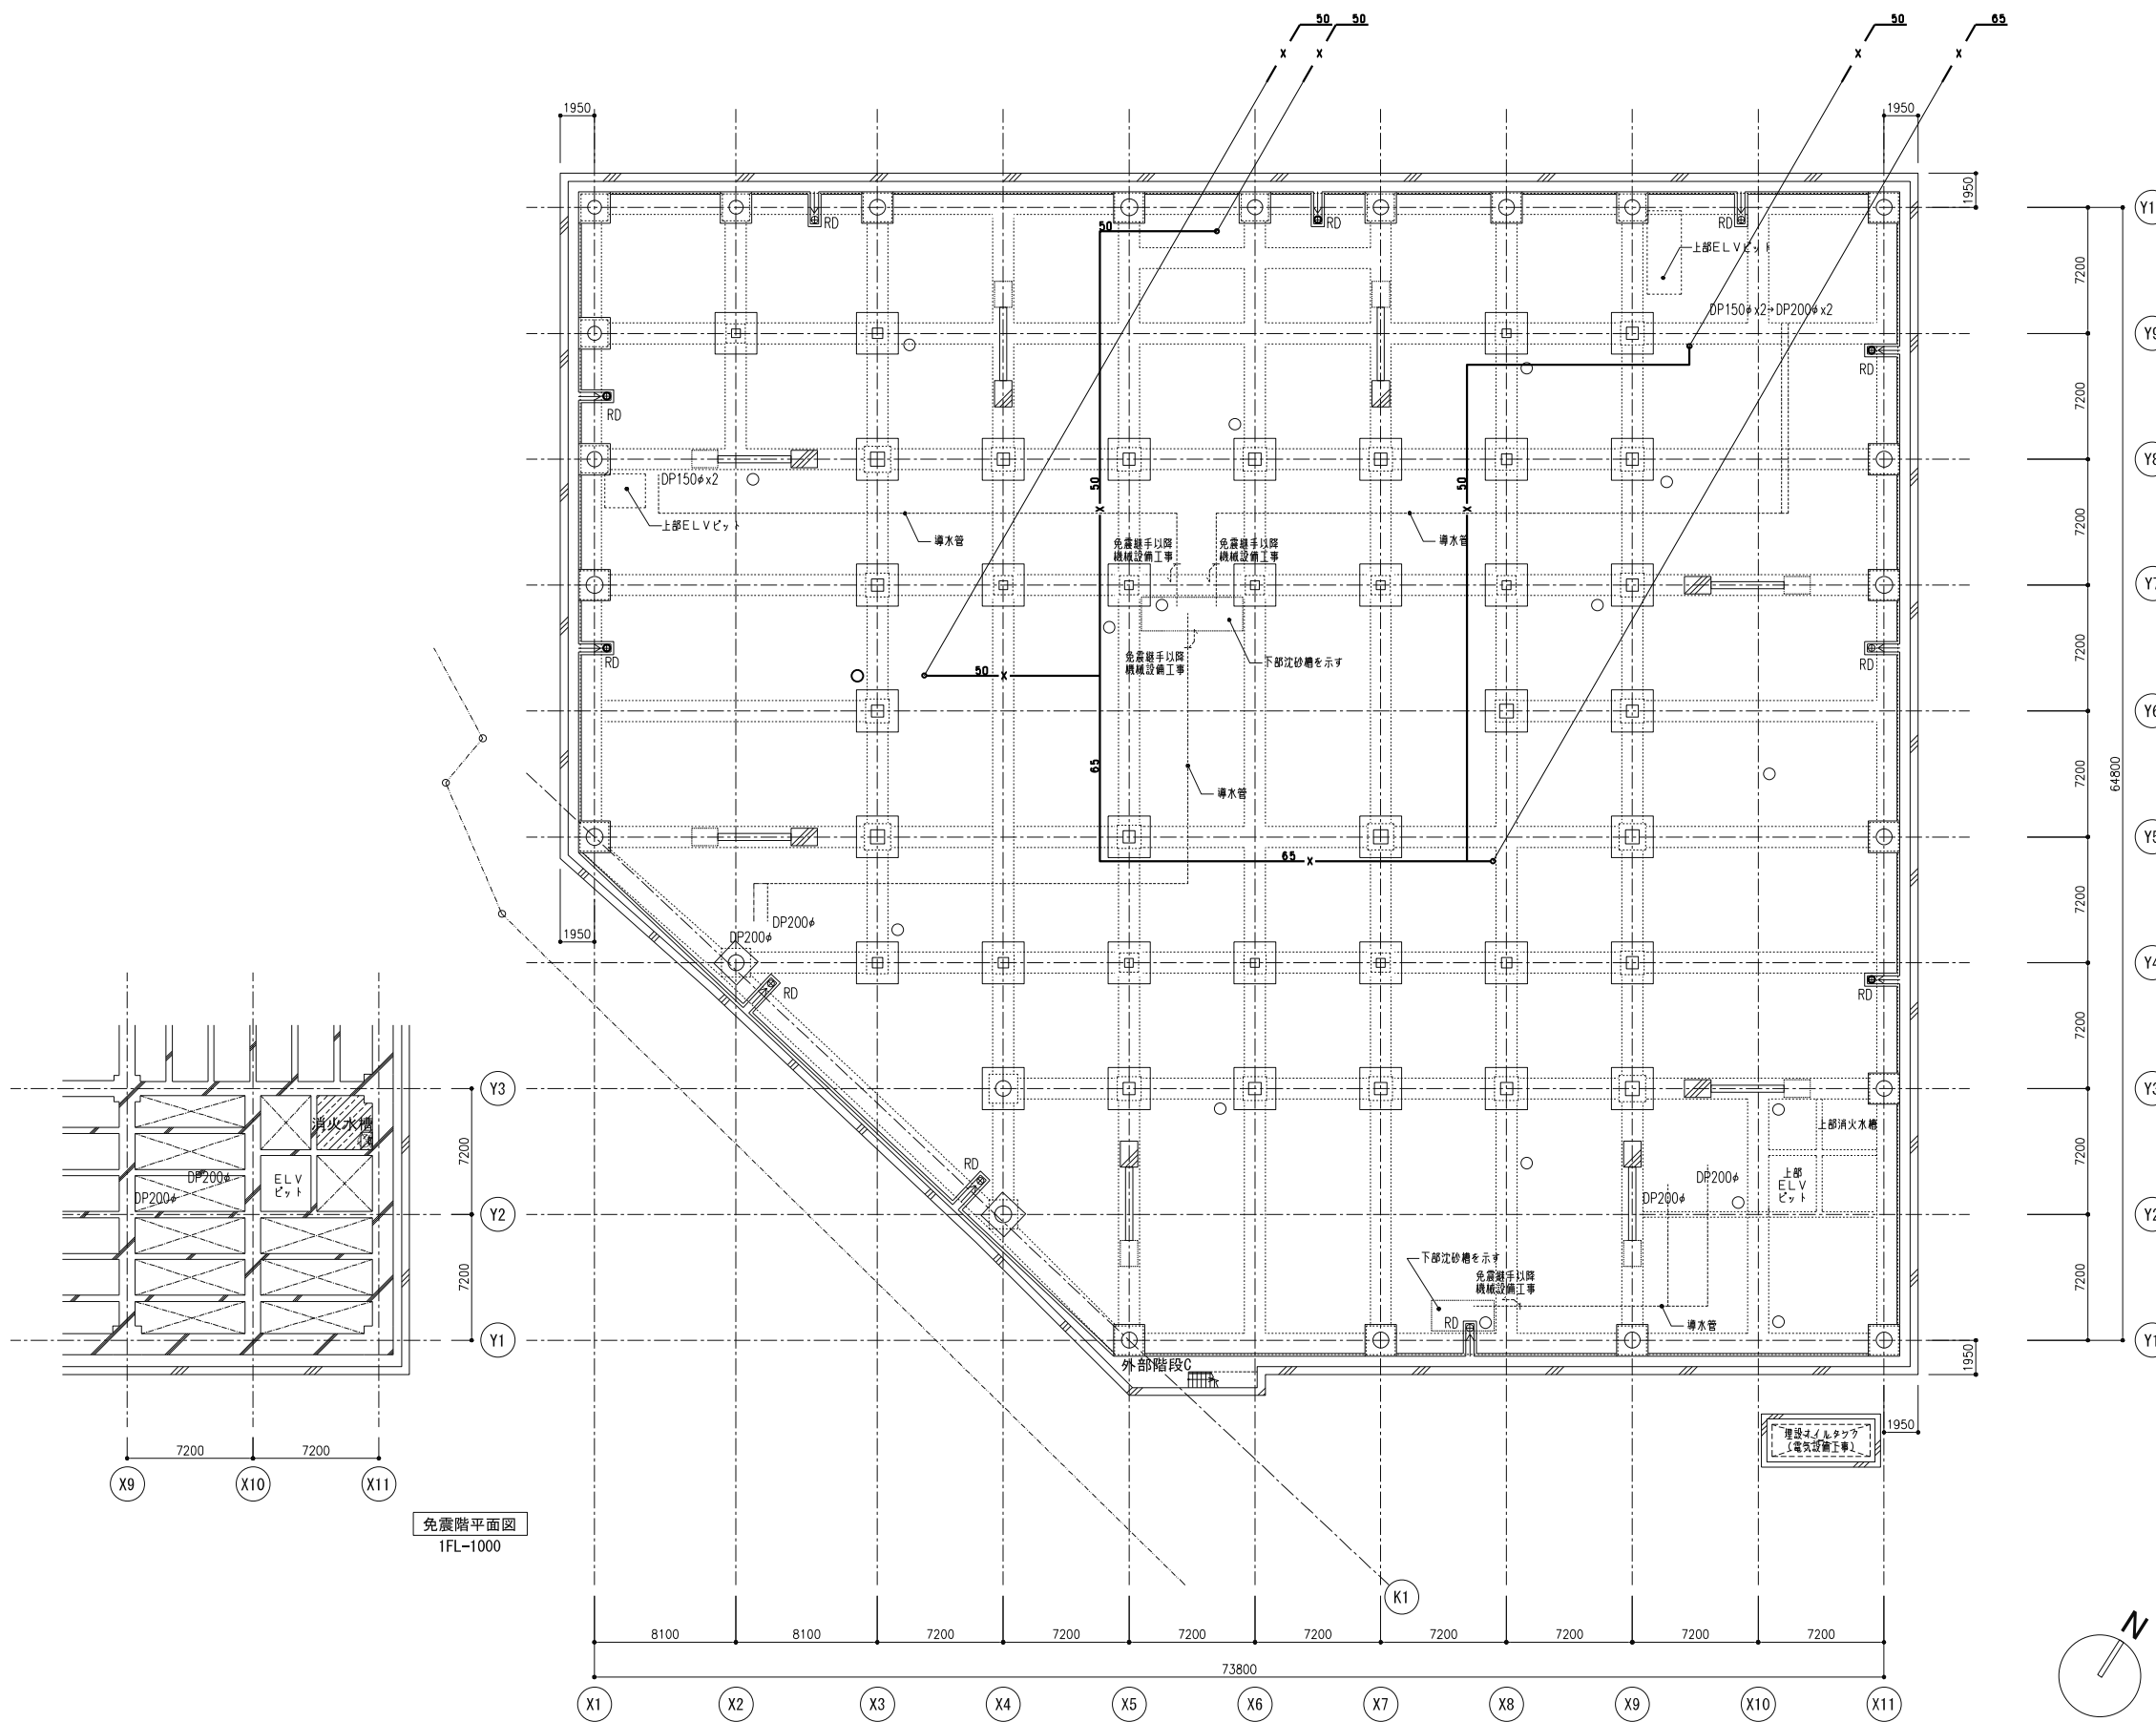 50
50
50
65
X
X
X
X
1950
1950
1950
Y1
RD
RD
RD
50
上部ELVピット
7200
DP150φx2→DP200φx2
Y9
RD
7200
RD
Y8
DP150φx2
50
50
X
X
上部ELVピット
7200
導水管
導水管
免震継手以降
機械設備工事
免震継手以降
機械設備工事
Y7
RD
RD
免震継手以降
機械設備工事
下部沈砂槽を示す
7200
50
X
Y6
65
導水管
7200
64800
Y5
65
X
7200
1950
DP200φ
DP200φ
Y4
RD
RD
7200
Y3
Y3
消火水槽
上部消火水槽
7200
7200
RD
DP200φ
DP200φ
ELV
ピット
DP200φ
DP200φ
上部
ELV
ピット
Y2
Y2
下部沈砂槽を示す
免震継手以降
機械設備工事
7200
7200
RD
導水管
Y1
Y1
外部階段C
1950
1950
埋設オイルタンク
(電気設備工事)
7200
7200
X9
X10
X11
免震階平面図
1FL-1000
K1
N
8100
8100
7200
7200
7200
7200
7200
7200
7200
7200
73800
X1
X2
X3
X4
X5
X6
X7
X8
X9
X10
X11